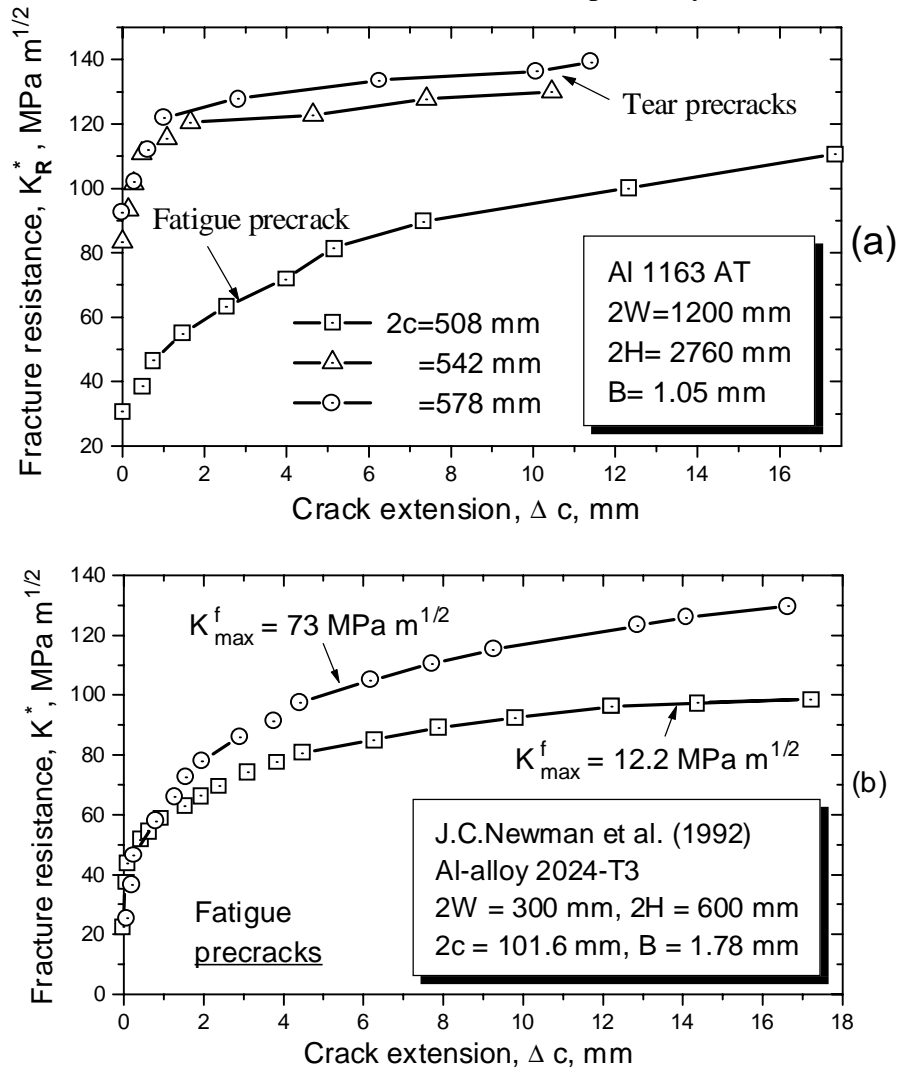 140
120
100
80
60
40
20
Fracture resistance, K*R , MPa m1/2
Tear precracks
Fatigue precrack
2c=508 mm
=542 mm
=578 mm
Al 1163 AT
2W=1200 mm
2H= 2760 mm
B= 1.05 mm
(a)
0 2 4 6 8 10 12 14 16
Crack extension, Δ c, mm
140
120
100
80
60
40
20
0
Fracture resistance, K*, MPa m1/2
Kfmax = 73 MPa m1/2
Kfmax = 12.2 MPa m1/2
(b)
J.C.Newman et al. (1992)
Al-alloy 2024-T3
2W = 300 mm, 2H = 600 mm
2c = 101.6 mm, B = 1.78 mm
Fatigue
precracks
0 2 4 6 8 10 12 14 16 18
Crack extension, Δ c, mm